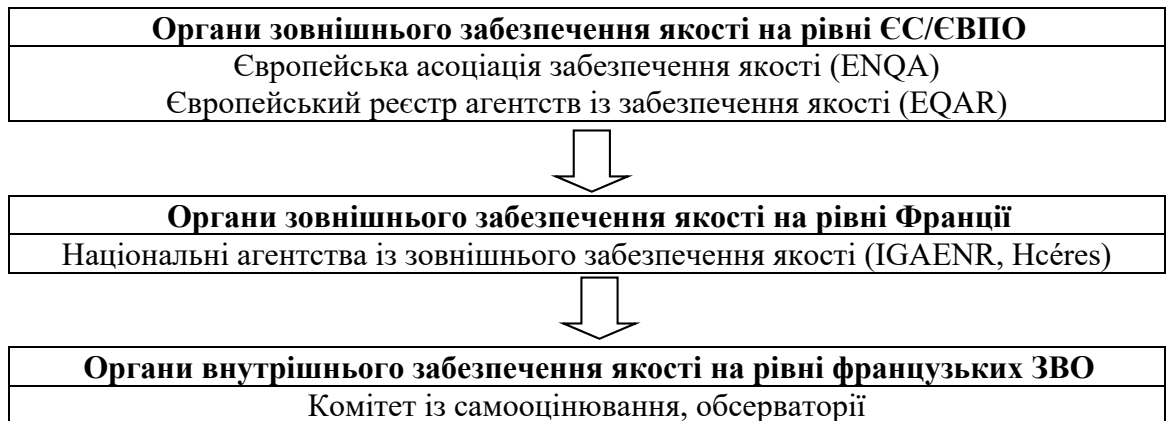 Органи зовнішнього забезпечення якості на рівні ЄС/ЄВПО
Європейська асоціація забезпечення якості (ENQA)
Європейський реєстр агентств із забезпечення якості (EQAR)
Органи зовнішнього забезпечення якості на рівні Франції
Національні агентства із зовнішнього забезпечення якості (IGAENR, Hcéres)
Органи внутрішнього забезпечення якості на рівні французьких ЗВО
Комітет із самооцінювання, обсерваторії